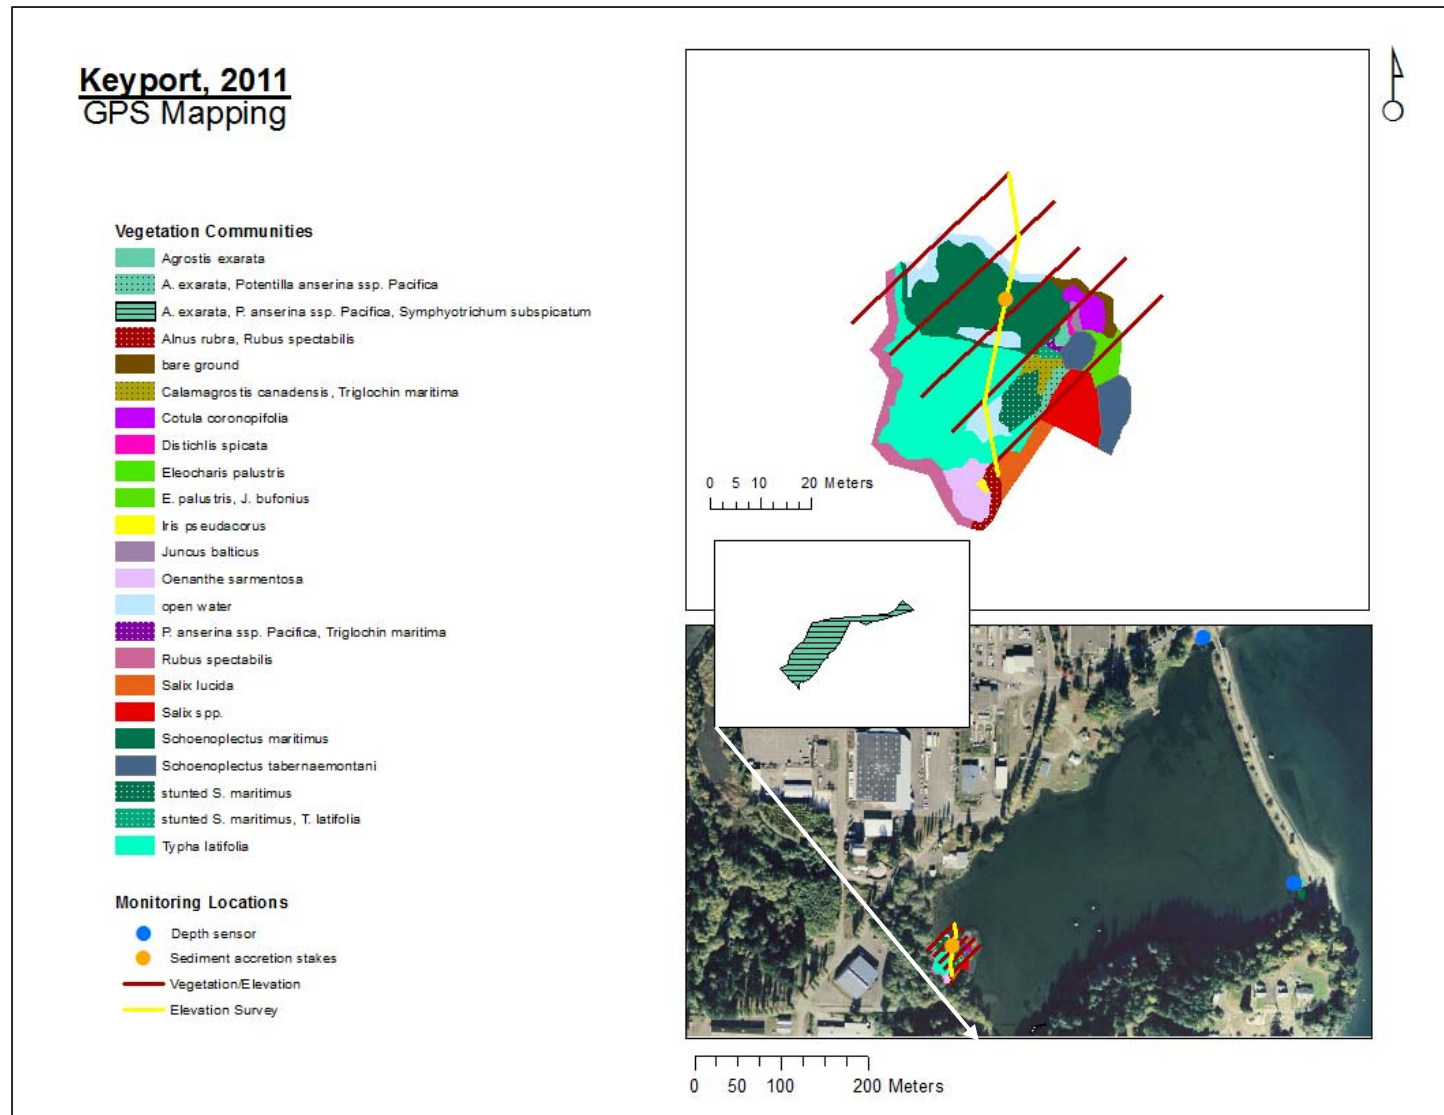 Keyport, 2011
GPS Mapping
Vegetation Communities
Agrostis exarata
A. exarata, Potentilla anserina ssp. Pacifica
A. exarata, P. anserina ssp. Pacifica, Symphyotrichum subspicatum
Alnus rubra, Rubus spectabilis
bare ground
Calamagrostis canadensis, Triglochin maritima
Cotula coronopifolia
Distichlis spicata
Eleocharis palustris
E. palustris, J. bufonius
Iris pseudacorus
Juncus balticus
Oenanthe sarmentosa
open water
P. anserina ssp. Pacifica, Triglochin maritima
Rubus spectabilis
Salix lucida
Salix spp.
Schoenoplectus maritimus
Schoenoplectus tabernaemontani
stunted S. maritimus
stunted S. maritimus, T. latifolia
Typha latifolia
Monitoring Locations
Depth sensor
Sediment accretion stakes
Vegetation/Elevation
Elevation Survey
0 5 10 20 Meters
0 50 100 200 Meters